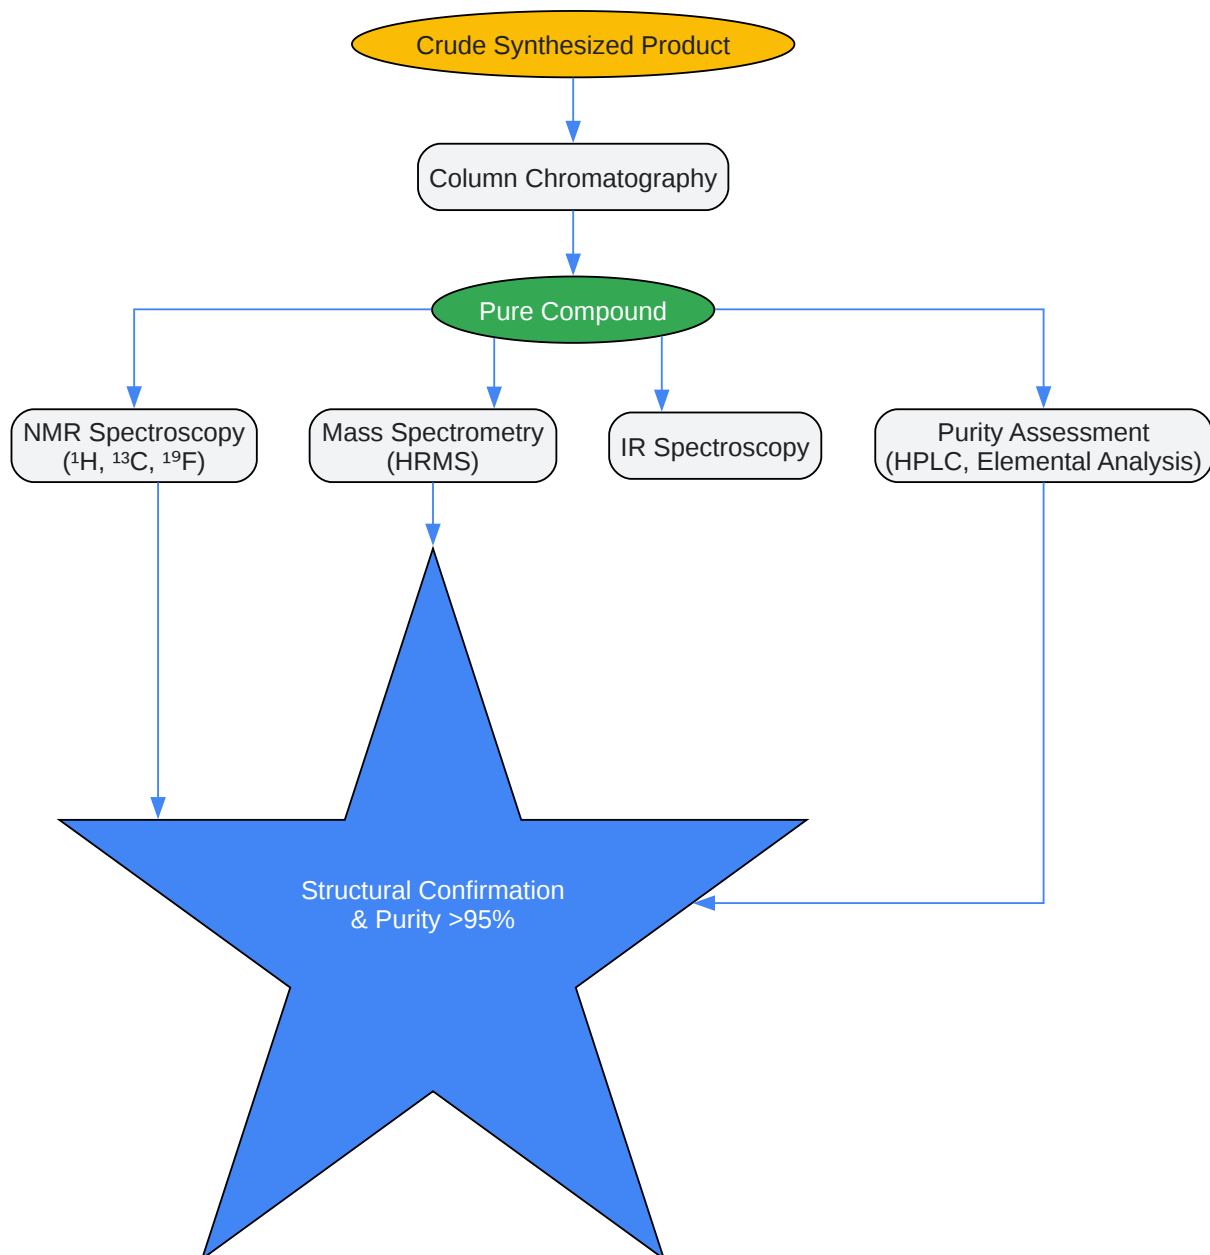 Crude Synthesized Product
Column Chromatography
Pure Compound
NMR Spectroscopy
(¹H, ¹³C, ¹⁹F)
Mass Spectrometry
(HRMS)
IR Spectroscopy
Purity Assessment
(HPLC, Elemental Analysis)
Structural Confirmation
& Purity >95%